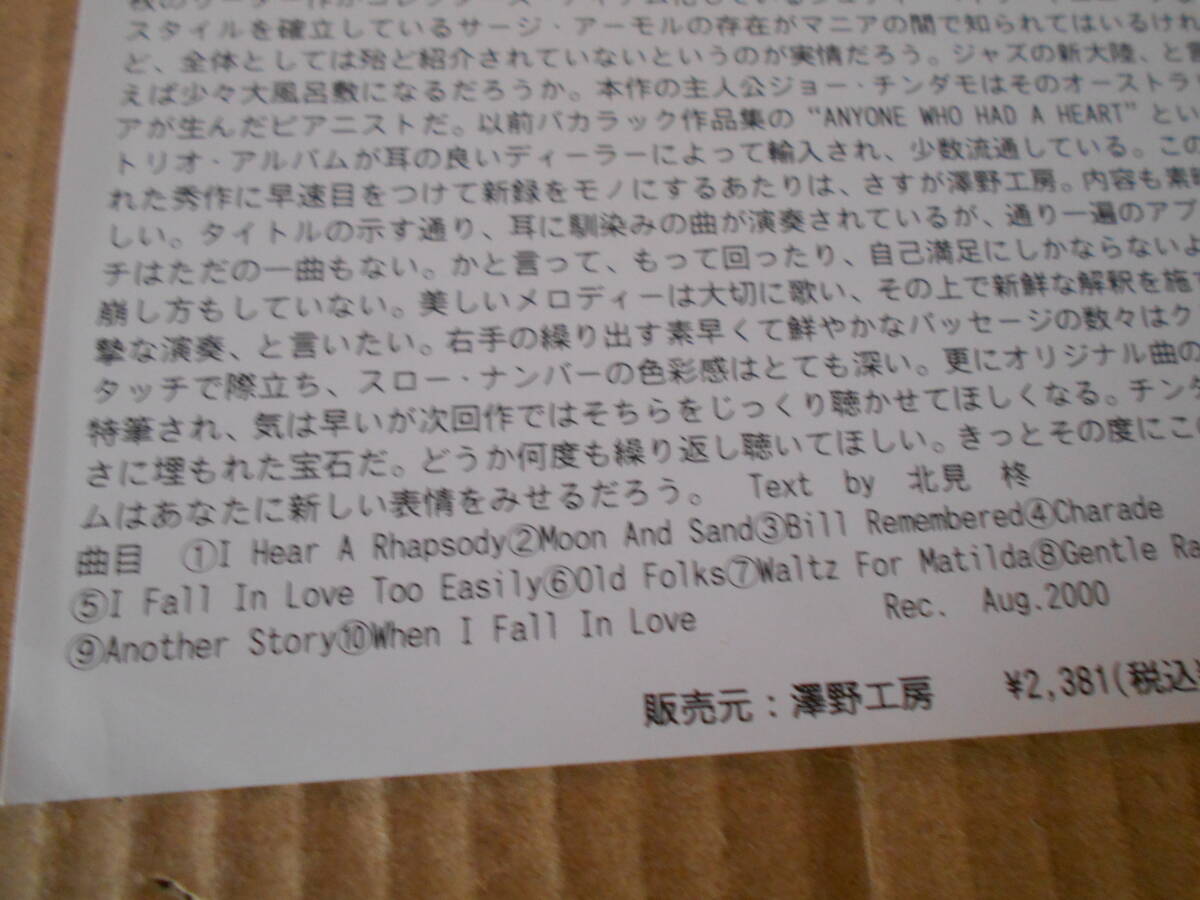 スタイルを確立しているサージ・アーモルの存在がマニアの間で知られてはいるけれ
ど、全体としては殆ど紹介されていないというのが実情だろう。ジャズの新大陸、と言
えば少々大風呂敷になるだろうか。本作の主人公ジョー・チンダモはそのオーストラ
アが生んだピアニストだ。以前バカラック作品集の“ANYONE WHO HAD A HEART”とい
トリオ・アルバムが耳の良いディーラーによって輸入され、少数流通している。この
れた秀作に早速目をつけて新録をモノにするあたりは、さすが澤野工房。内容も素
しい。タイトルの示す通り、耳に馴染みの曲が演奏されているが、通り一遍のアプ
チはただの一曲もない。かと言って、もって回ったり、自己満足にしかならないよ
崩し方もしていない。美しいメロディーは大切に歌い、その上で新鮮な解釈を施
摯な演奏、と言いたい。右手の繰り出す素早くて鮮やかなパッセージの数々はク
タッチで際立ち、スロー・ナンバーの色彩感はとても深い。更にオリジナル曲の
特筆され、気は早いが次回作ではそちらをじっくり聴かせてほしくなる。チンダ
さに埋もれた宝石だ。どうか何度も繰り返し聴いてほしい。きっとその度にこの
ムはあなたに新しい表情をみせるだろう。 Text by 北見 柊
曲目 ①I Hear A Rhapsody②Moon And Sand③Bill Remembered④Charade
⑤I Fall In Love Too Easily⑥Old Folks⑦Waltz For Matilda⑧Gentle Ra
⑨Another Story⑩When I Fall In Love Rec. Aug.2000
販売元：澤野工房 ¥2,381(税込